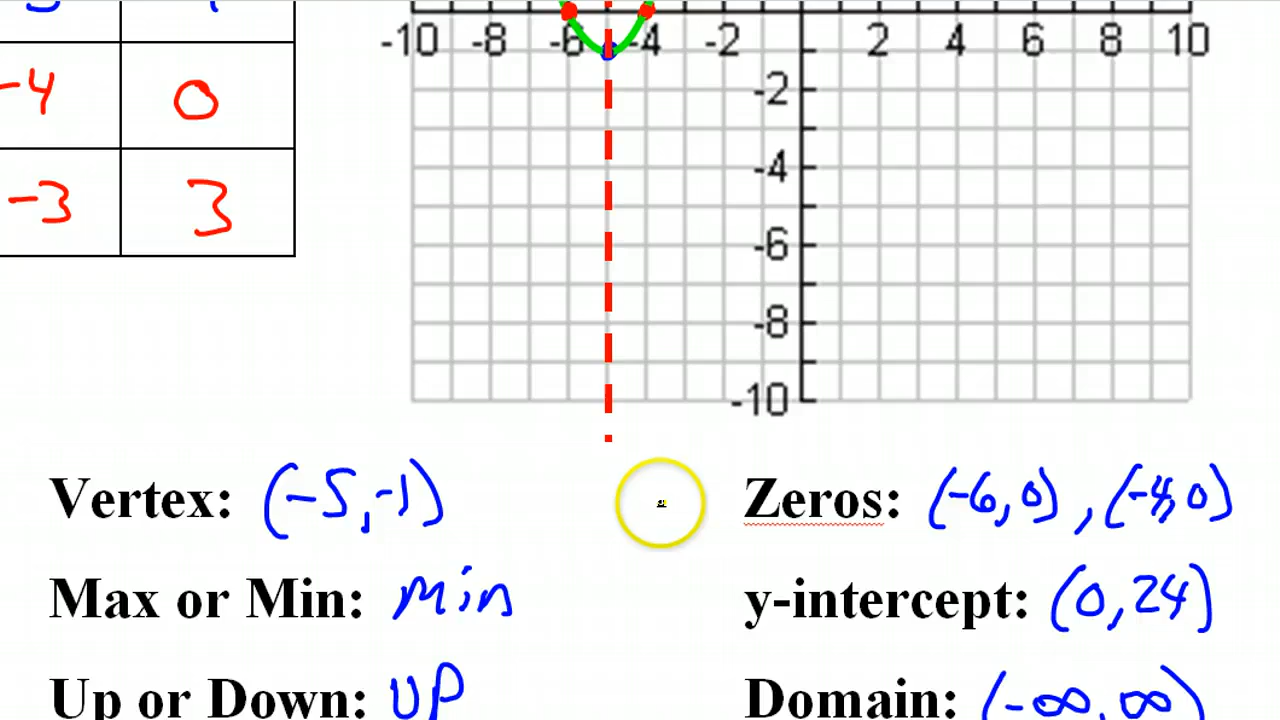 -10 -8 -6 -4 -2 2 4 6 8 10
-4 0
-2
-3 3
-4
-6
-8
-10
Vertex: (-5,-1) Zeros: (-6,0), (-4,0)
Max or Min: Min y-intercept: (0,24)
Up or Down: UP Domain: (-∞,∞)